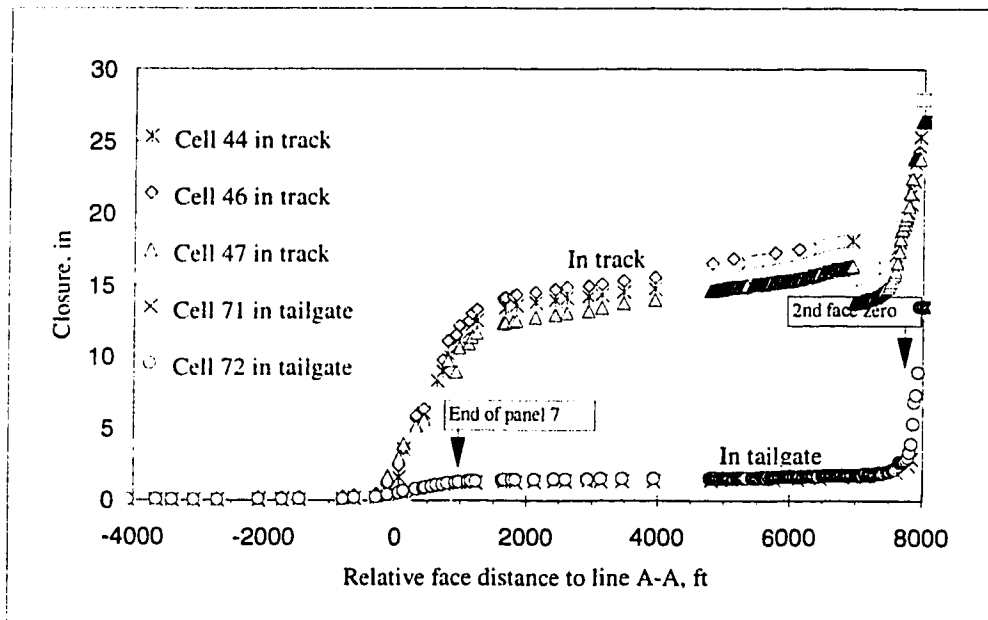 30
25
20
15
10
5
0
Closure, in
Cell 44 in track
Cell 46 in track
Cell 47 in track
Cell 71 in tailgate
Cell 72 in tailgate
In track
2nd face zero
End of panel 7
In tailgate
-4000 -2000 0 2000 4000 6000 8000
Relative face distance to line A-A, ft